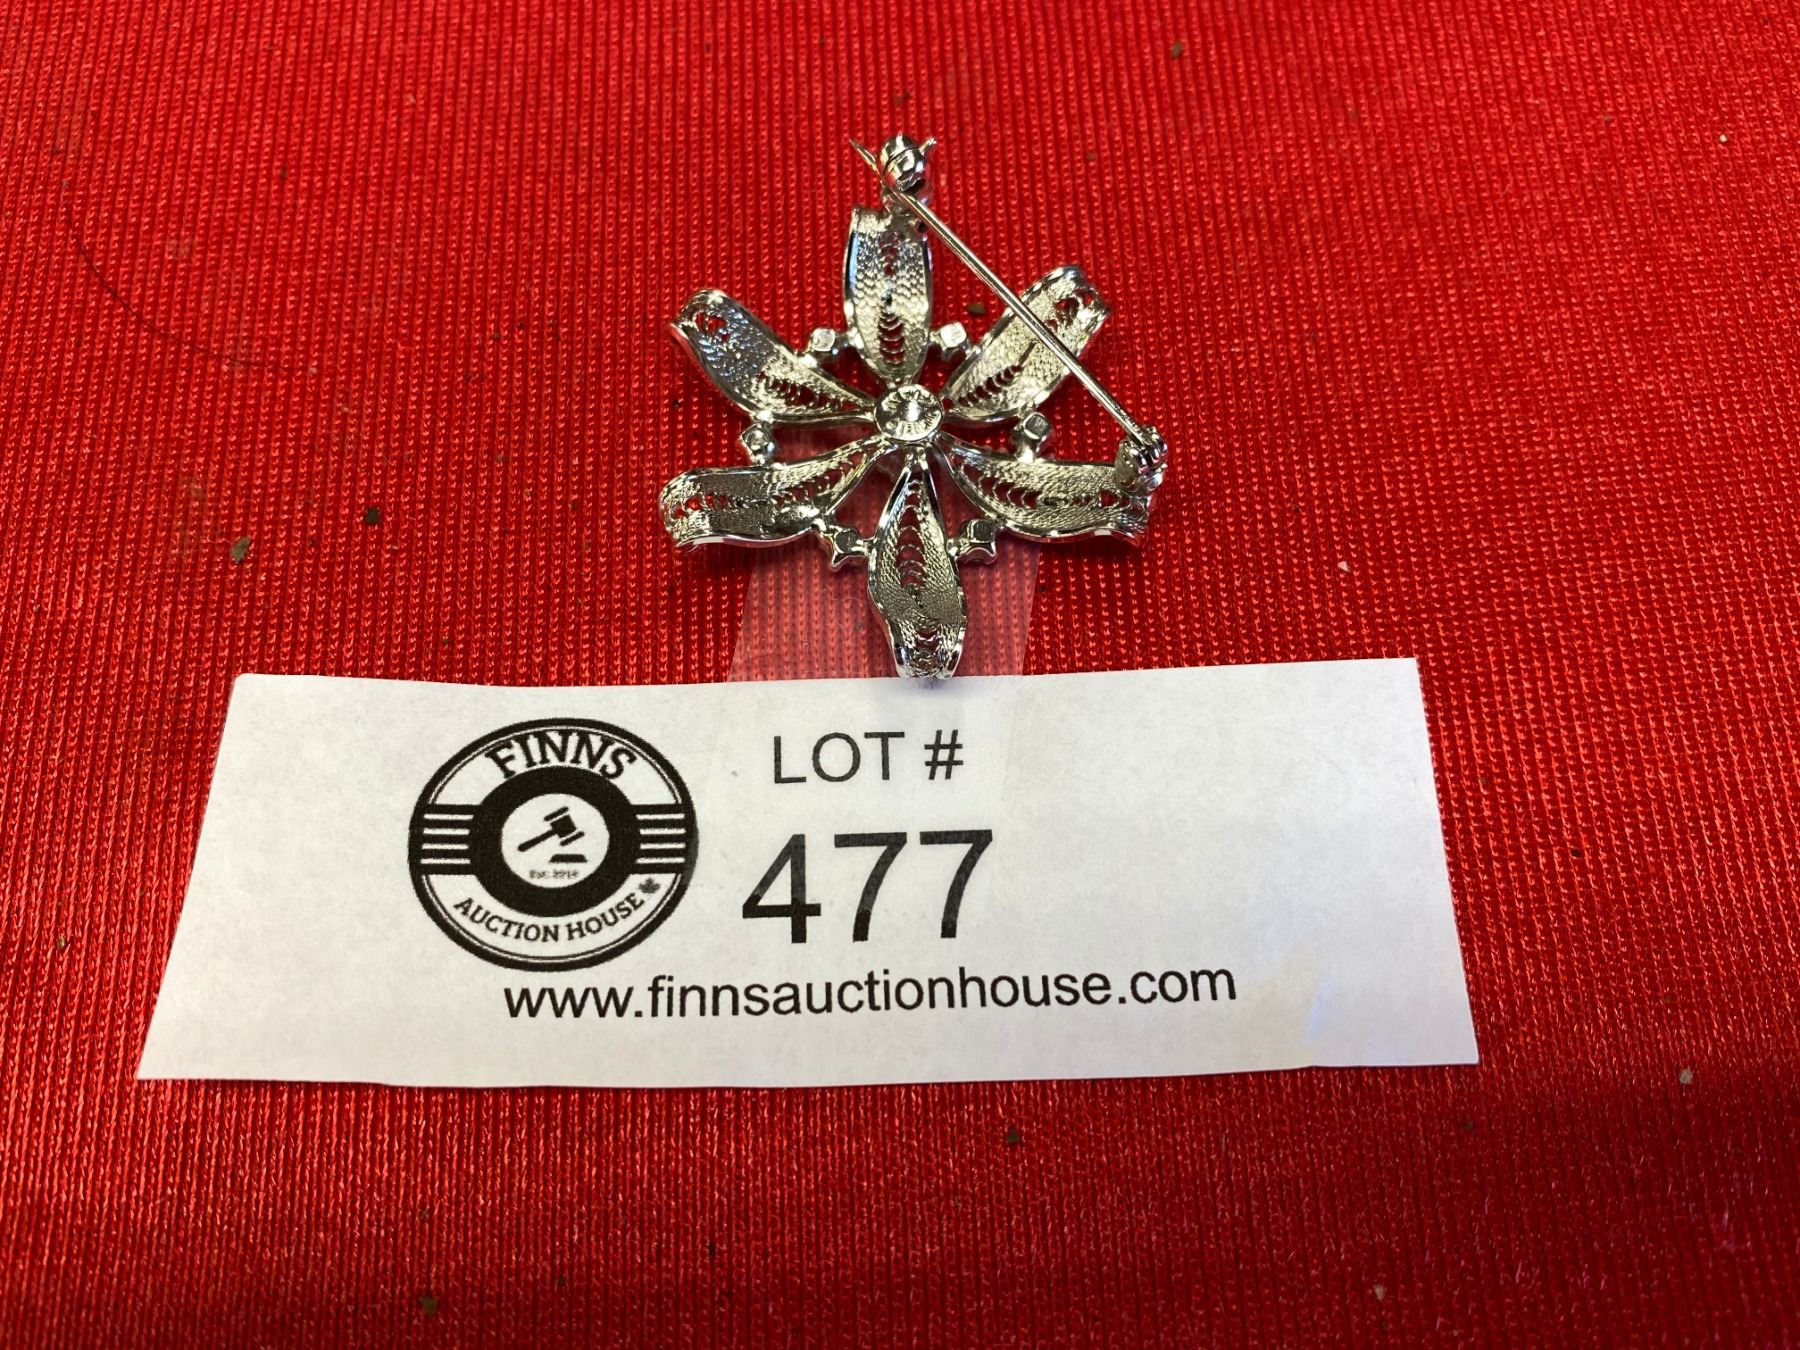 LOT #
FINNS
Est. 2014
AUCTION HOUSE
477
www.finnsauctionhouse.com